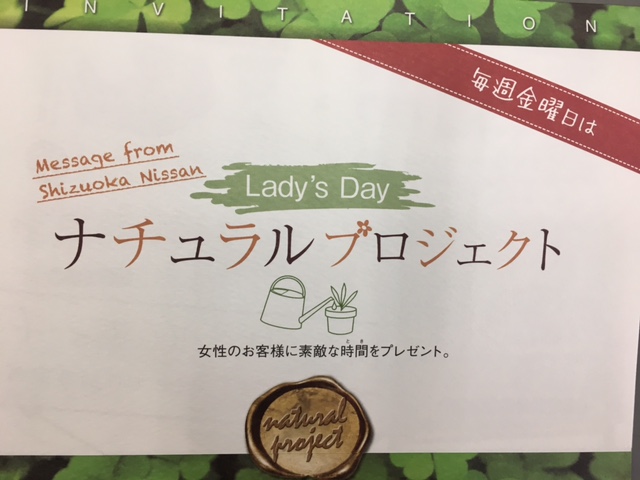 INVITATION
毎週金曜日は
Message from
Shizuoka Nissan
Lady's Day
ナチュラルプロジェクト
女性のお客様に素敵な時間をプレゼント。
とき
natural
project